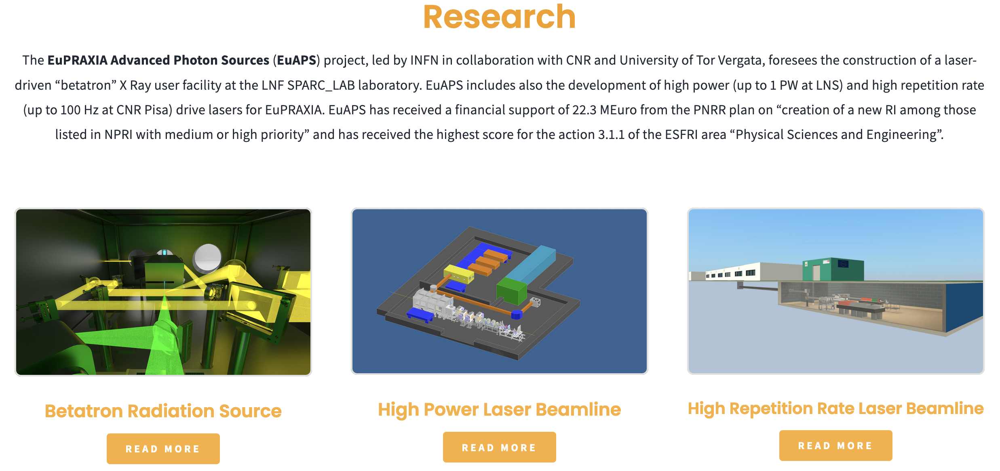 Research
The EuPRAXIA Advanced Photon Sources (EuAPS) project, led by INFN in collaboration with CNR and University of Tor Vergata, foresees the construction of a laser-
driven “betatron” X Ray user facility at the LNF SPARC_LAB laboratory. EuAPS includes also the development of high power (up to 1 PW at LNS) and high repetition rate
(up to 100 Hz at CNR Pisa) drive lasers for EuPRAXIA. EuAPS has received a financial support of 22.3 MEuro from the PNRR plan on “creation of a new RI among those
listed in NPRI with medium or high priority” and has received the highest score for the action 3.1.1 of the ESFRI area “Physical Sciences and Engineering”.
Betatron Radiation Source
High Power Laser Beamline
High Repetition Rate Laser Beamline
READ MORE
READ MORE
READ MORE